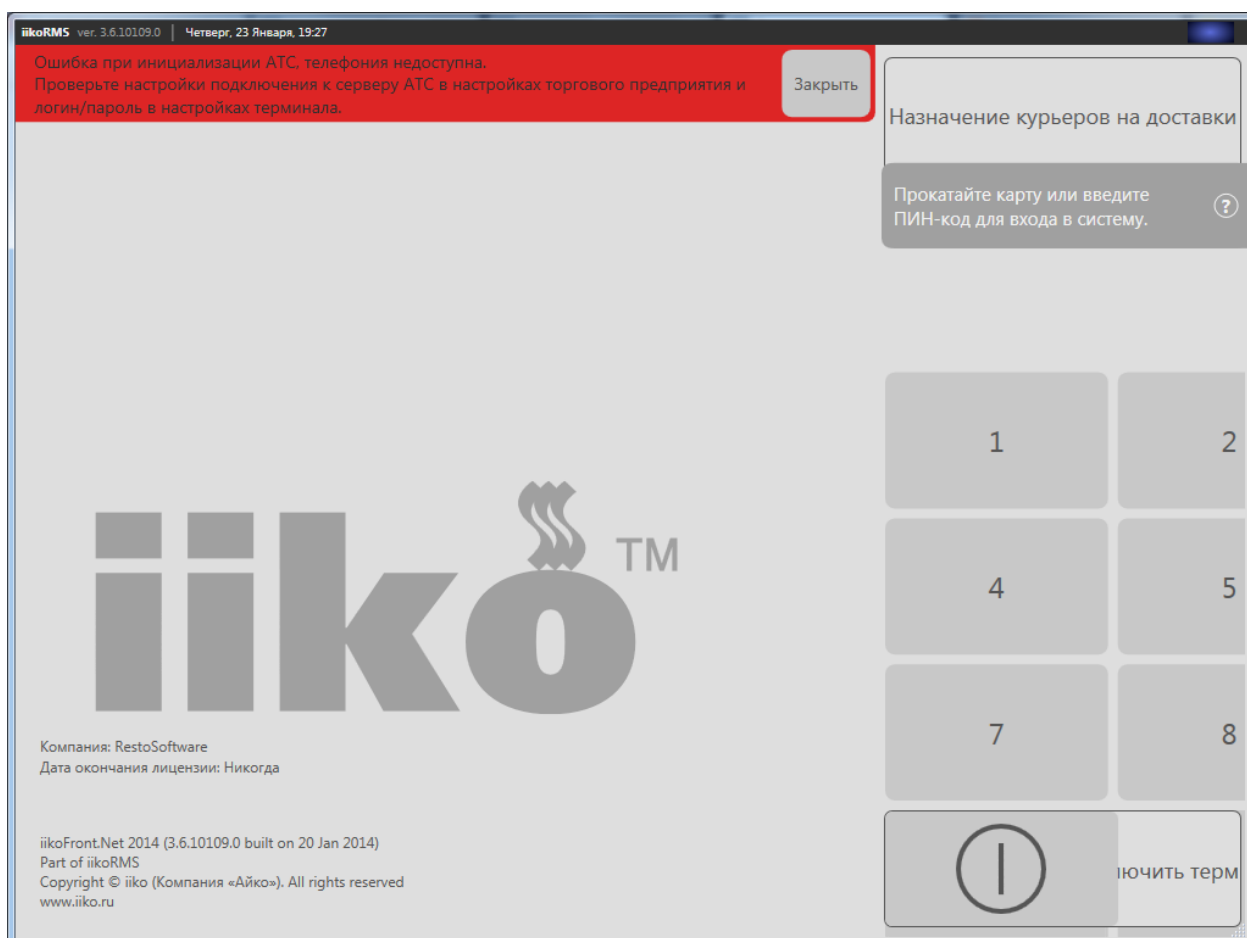 iikoRMS ver. 3.6.10109.0 | Четверг, 23 Января, 19:27
Ошибка при инициализации АТС, телефония недоступна.
Проверьте настройки подключения к серверу АТС в настройках торгового предприятия и
логин/пароль в настройках терминала.
Закрыть
Назначение курьеров на доставки
Прокатайте карту или введите
ПИН-код для входа в систему.
?
1
2
4
5
7
8
iiko TM
Компания: RestoSoftware
Дата окончания лицензии: Никогда
iikoFront.Net 2014 (3.6.10109.0 built on 20 Jan 2014)
Part of iikoRMS
Copyright © iiko (Компания «Айко»). All rights reserved
www.iiko.ru
ючить терм